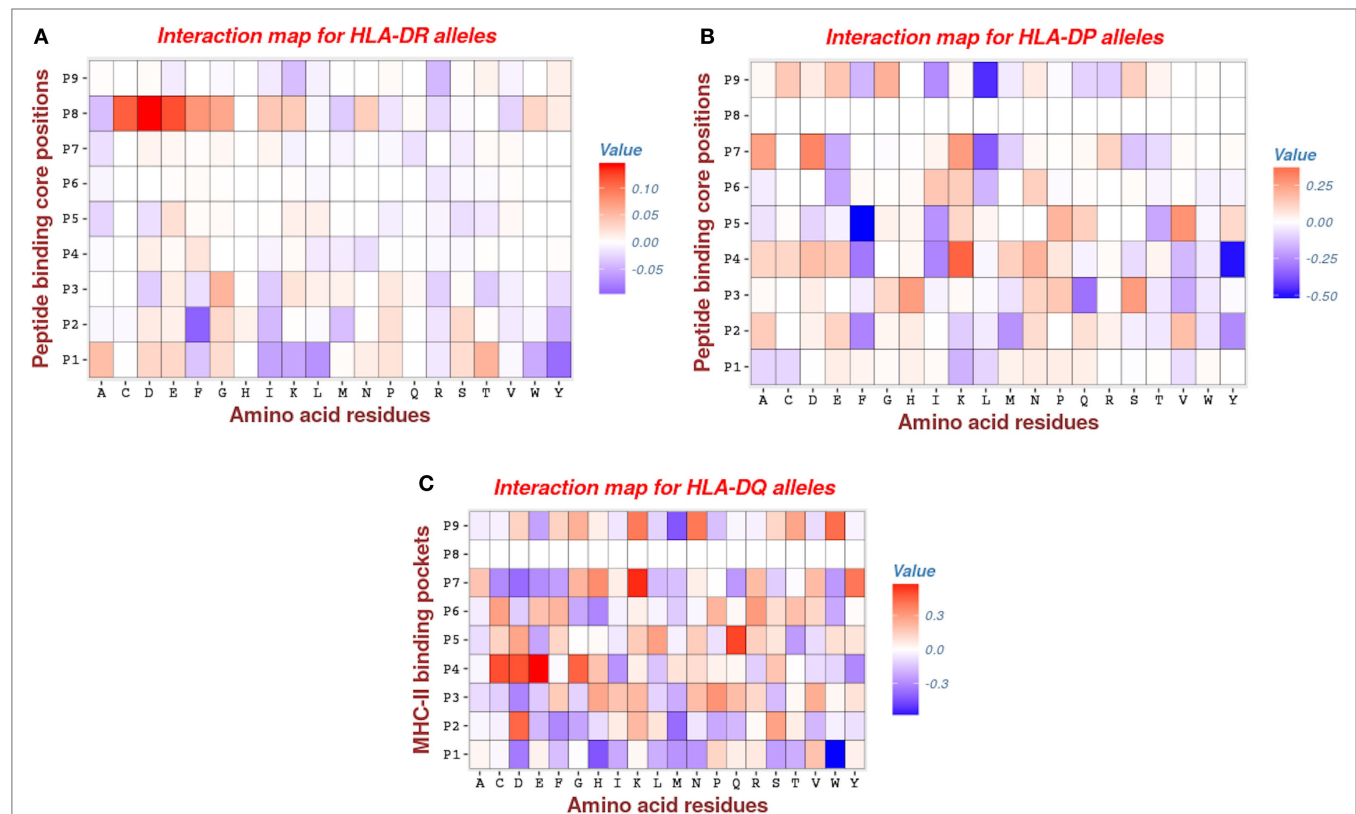 A
Interaction map for HLA-DR alleles
Peptide binding core positions
P9
P8
P7
P6
P5
P4
P3
P2
P1
A C D E F G H I K L M N P Q R S T V W Y
Amino acid residues
Value
0.10
0.05
0.00
-0.05
B
Interaction map for HLA-DP alleles
Peptide binding core positions
P9
P8
P7
P6
P5
P4
P3
P2
P1
A C D E F G H I K L M N P Q R S T V W Y
Amino acid residues
Value
0.25
0.00
-0.25
-0.50
C
Interaction map for HLA-DQ alleles
MHC-II binding pockets
P9
P8
P7
P6
P5
P4
P3
P2
P1
A C D E F G H I K L M N P Q R S T V W Y
Amino acid residues
Value
0.3
0.0
-0.3